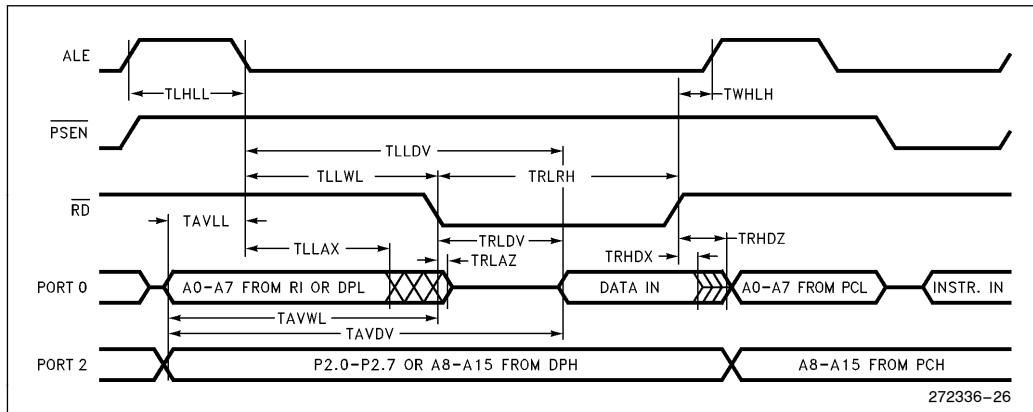 ALE
TLHLL
TWHLH
PSEN
TLLDV
TLLWL
TRLRH
RD
TAVLL
TLLAX
TRLDV
TRLAZ
TRHDX
TRHDZ
PORT 0
A0-A7 FROM RI OR DPL
DATA IN
A0-A7 FROM PCL
INSTR. IN
TAVWL
TAVDV
PORT 2
P2.0-P2.7 OR A8-A15 FROM DPH
A8-A15 FROM PCH
272336-26